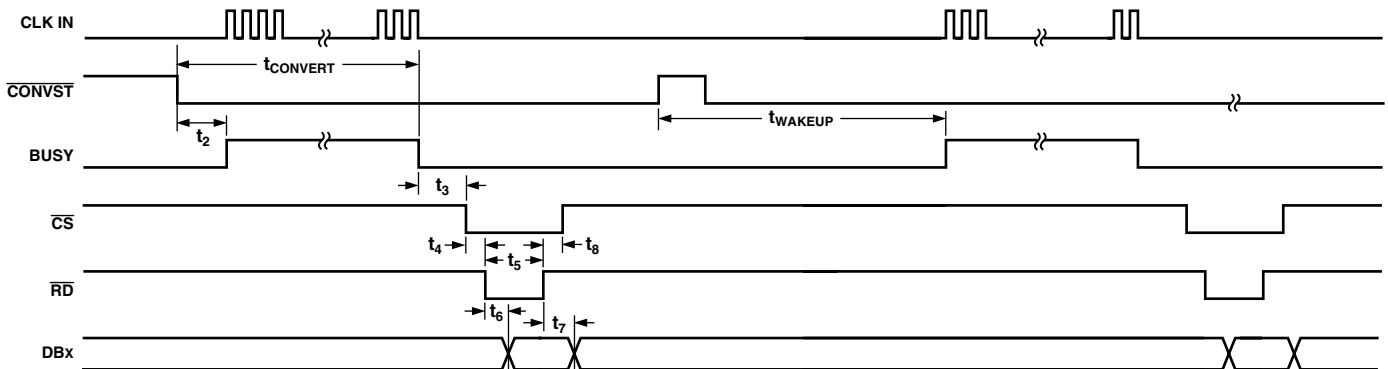 CLK IN
tCONVERT
CONVST
t2
tWAKEUP
BUSY
t3
CS
t4
t5
t8
RD
t6
t7
DBx